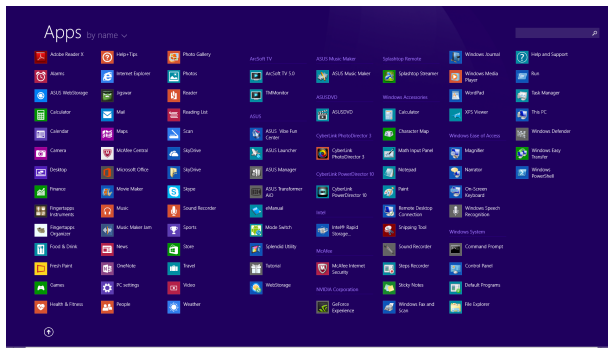 Apps by name
Adobe Reader X
Alarms
ASUS WebStorage
Calculator
Calendar
Camera
Desktop
Finance
Fingertapps
Instruments
Fingertapps
Organizer
Food & Drink
Fresh Paint
Games
Health & Fitness
Help+Tips
Internet Explorer
Jigswar
Mail
Maps
McAfee Central
Microsoft Office
Movie Maker
Music
Music Maker Jam
News
OneNote
PC settings
People
Photo Gallery
Photos
Reader
Reading List
Scan
SkyDrive
SkyDrive
Skype
Sound Recorder
Sports
Store
Travel
Video
Weather
ArcSoft TV
ArcSoft TV 5.0
TMMonitor
ASUS
ASUS Vibe Fun
Center
ASUS Launcher
ASUS Manager
ASUS Transformer
AiO
eManual
Mode Switch
Splendid Utility
Tutorial
WebStorage
ASUS Music Maker
ASUS Music Maker
ASUSDVD
ASUSDVD
CyberLink PhotoDirector 3
CyberLink
PhotoDirector 3
CyberLink PowerDirector 10
CyberLink
PowerDirector 10
Intel
Intel® Rapid
Storage...
McAfee
McAfee Internet
Security
NVIDIA Corporation
GeForce
Experience
Splashtop Remote
Splashtop Streamer
Windows Accessories
Calculator
Character Map
Math Input Panel
Notepad
Paint
Remote Desktop
Connection
Snipping Tool
Sound Recorder
Steps Recorder
Sticky Notes
Windows Fax and
Scan
Windows Journal
Windows Media
Player
WordPad
XPS Viewer
Windows Ease of Access
Magnifier
Narrator
On-Screen
Keyboard
Windows Speech
Recognition
Windows System
Command Prompt
Control Panel
Default Programs
File Explorer
Help and Support
Run
Task Manager
This PC
Windows Defender
Windows Easy
Transfer
Windows
PowerShell